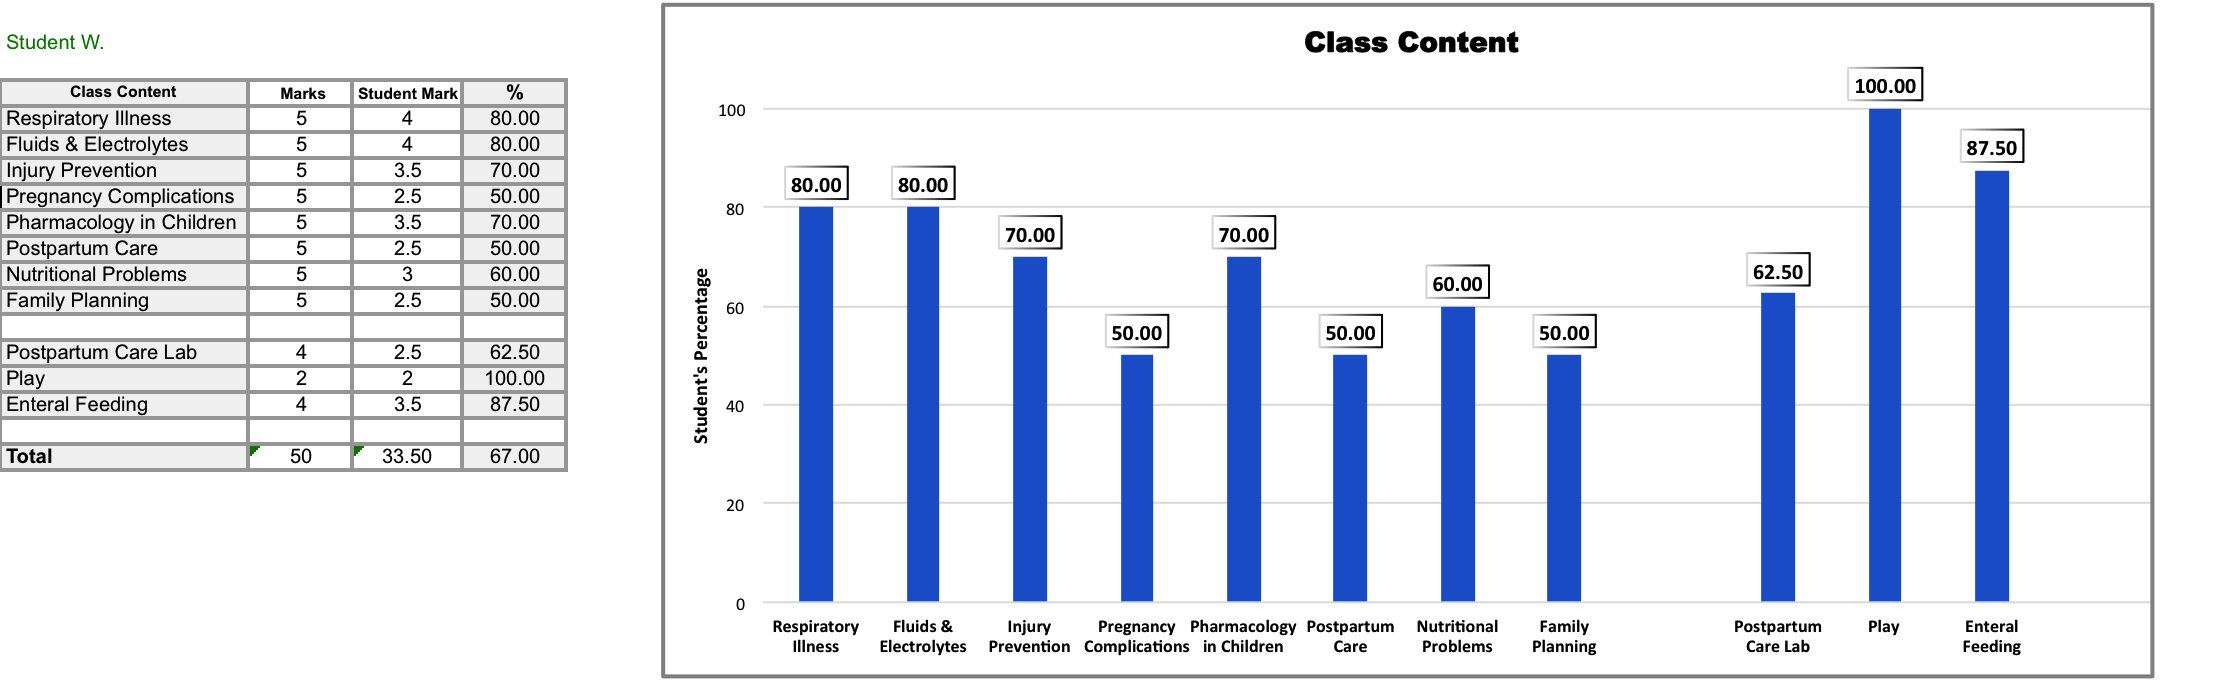 Student W.
Class Content Marks Student Mark %
Respiratory Illness 5 4 80.00
Fluids & Electrolytes 5 4 80.00
Injury Prevention 5 3.5 70.00
Pregnancy Complications 5 2.5 50.00
Pharmacology in Children 5 3.5 70.00
Postpartum Care 5 2.5 50.00
Nutritional Problems 5 3 60.00
Family Planning 5 2.5 50.00
Postpartum Care Lab 4 2.5 62.50
Play 2 2 100.00
Enteral Feeding 4 3.5 87.50
Total 50 33.50 67.00
Class Content
Student's Percentage
100
80
60
40
20
0
80.00
80.00
70.00
50.00
70.00
50.00
60.00
50.00
62.50
100.00
87.50
Respiratory
Illness
Fluids &
Electrolytes
Injury
Prevention
Pregnancy
Complications
Pharmacology
in Children
Postpartum
Care
Nutritional
Problems
Family
Planning
Postpartum
Care Lab
Play
Enteral
Feeding